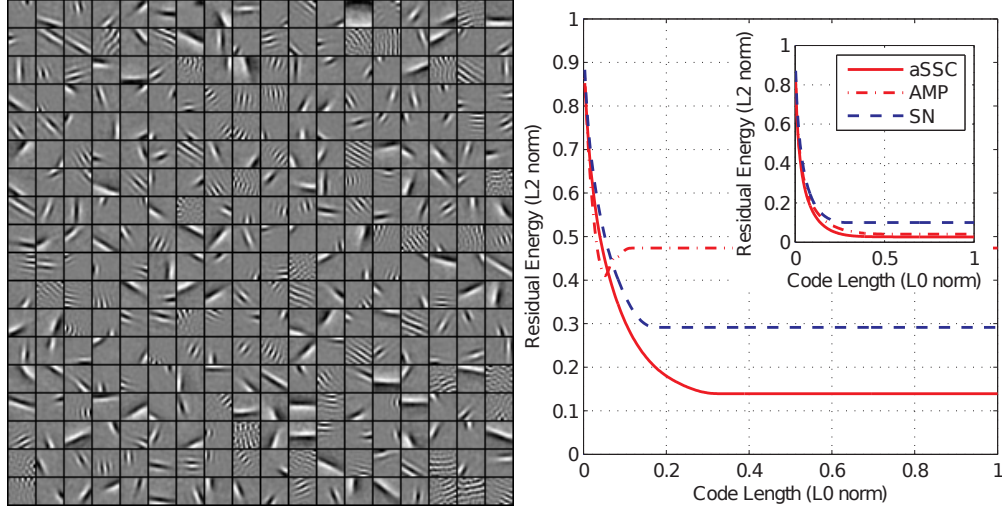 1
0.9
0.8
0.7
0.6
0.5
0.4
0.3
0.2
0.1
0
Residual Energy (L2 norm)
0 0.2 0.4 0.6 0.8 1
Code Length (L0 norm)
1
0.8
0.6
0.4
0.2
0
Residual Energy (L2 norm)
0 0.5 1
Code Length (L0 norm)
aSSC
AMP
SN